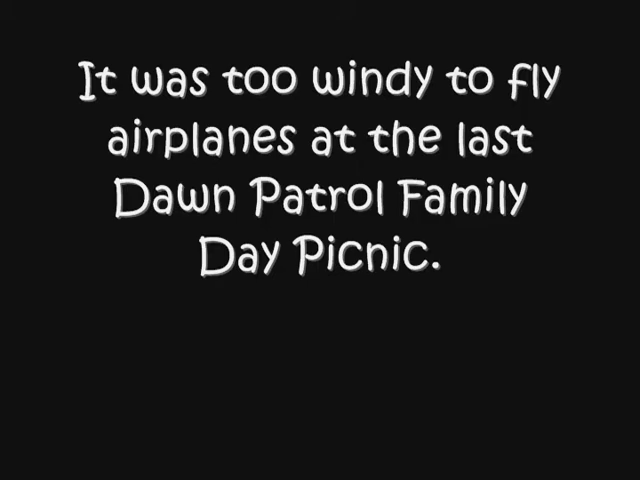 It was too windy to fly
airplanes at the last
Dawn Patrol Family
Day Picnic.